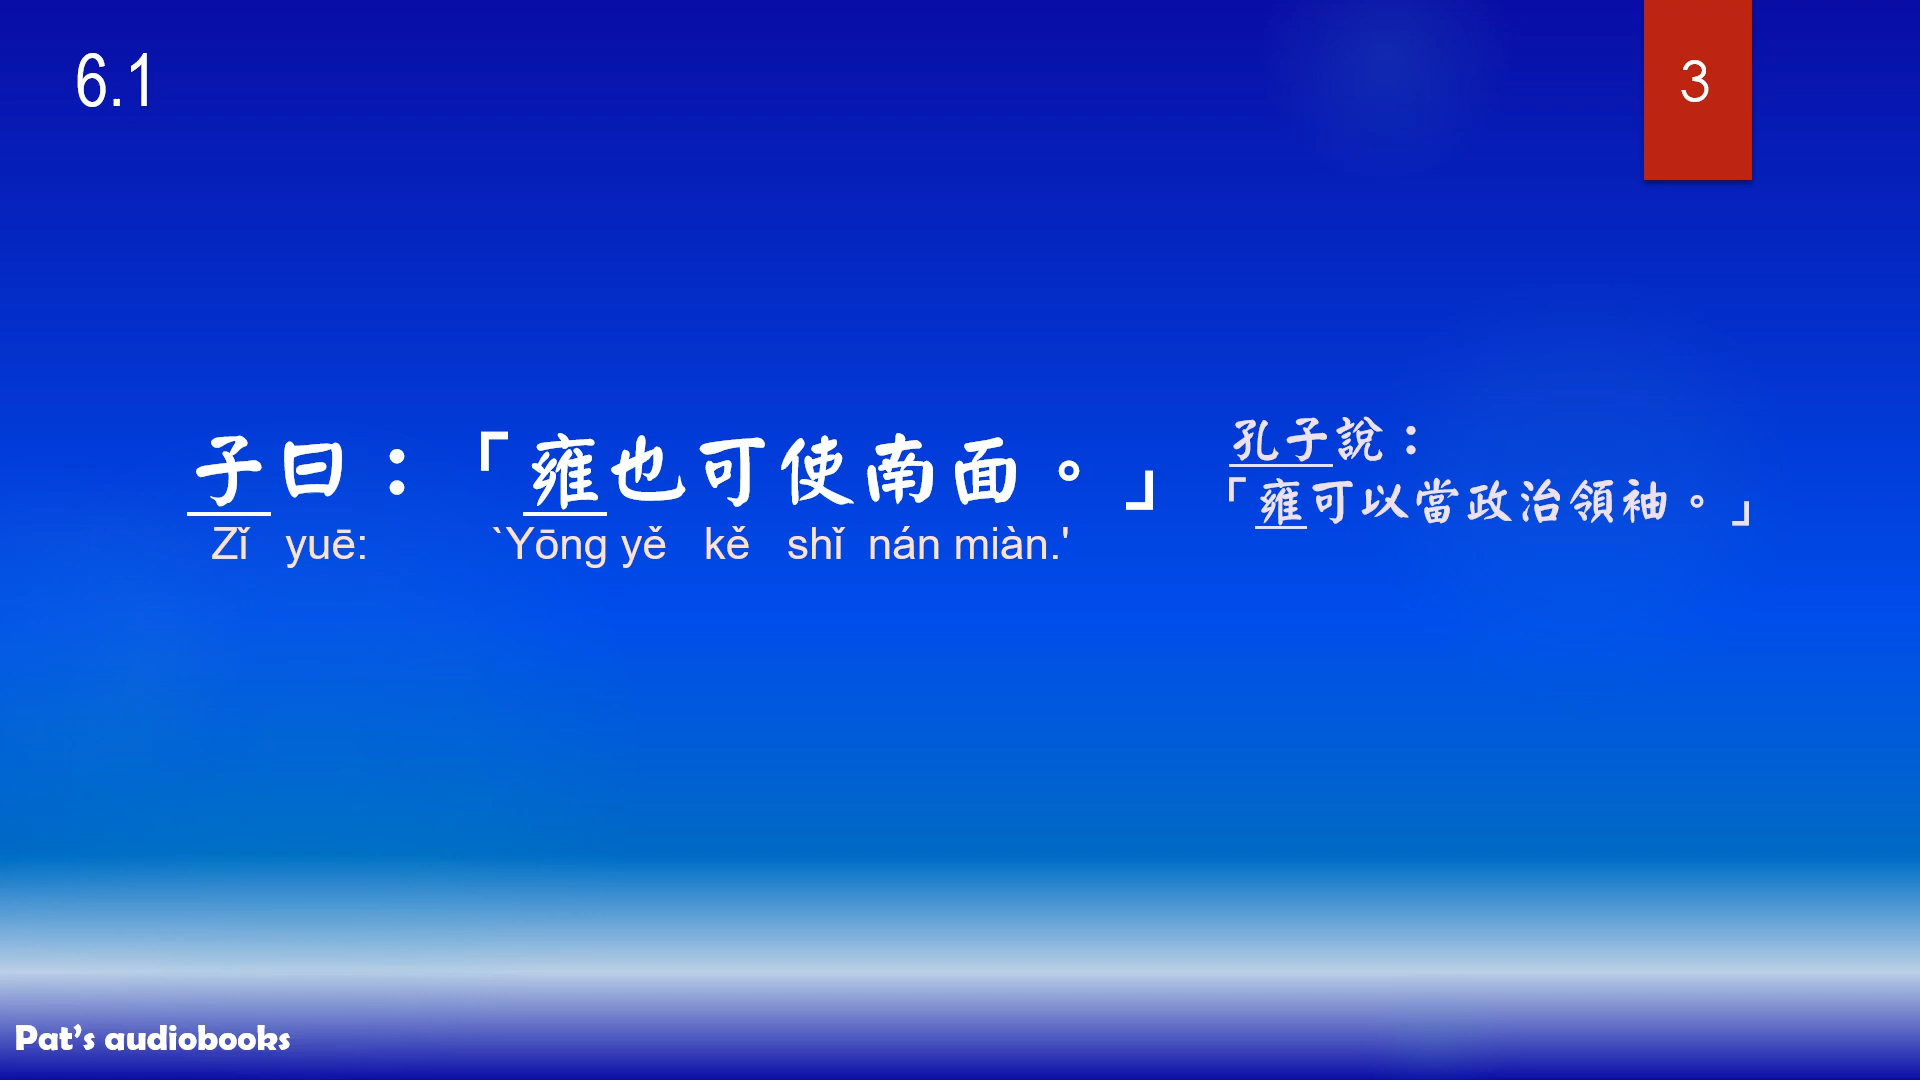 6.1
3
子曰：「雍也可使南面。」
Zǐ yuē: `Yōng yě kě shǐ nán miàn.'
孔子說：
「雍可以當政治領袖。」
Pat's audiobooks